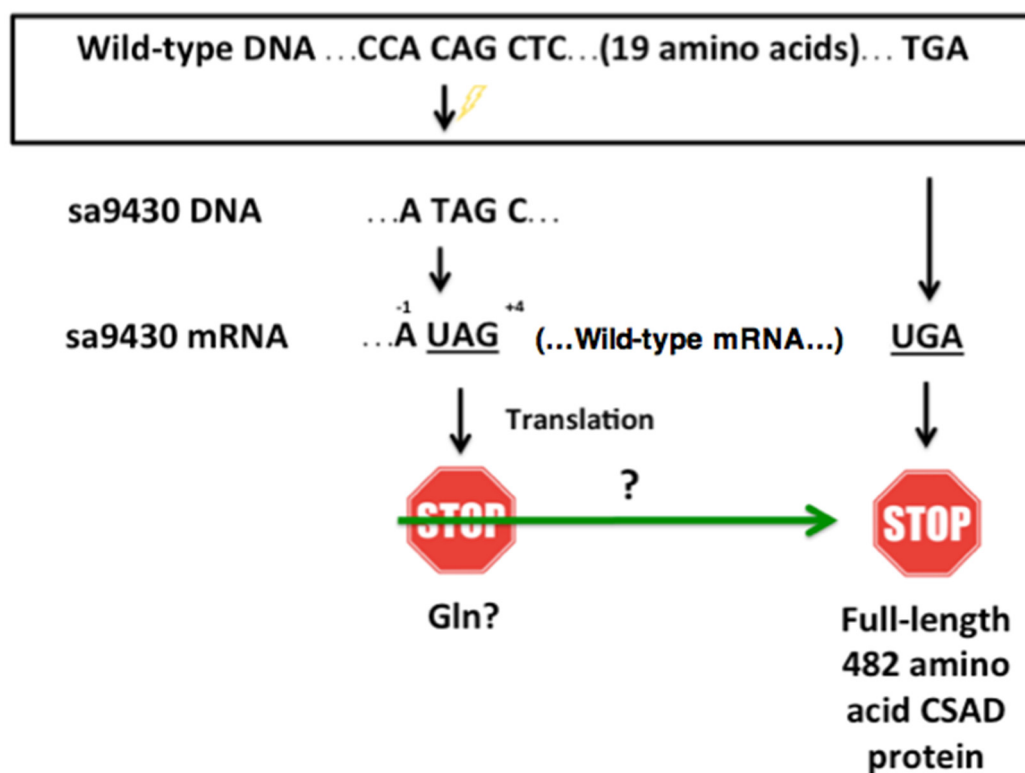 Wild-type DNA ...CCA CAG CTC...(19 amino acids)... TGA
sa9430 DNA ...A TAG C...
-1 +4
sa9430 mRNA ...A UAG (...Wild-type mRNA...) UGA
Translation
?
STOP STOP
Gln? Full-length
482 amino
acid CSAD
protein